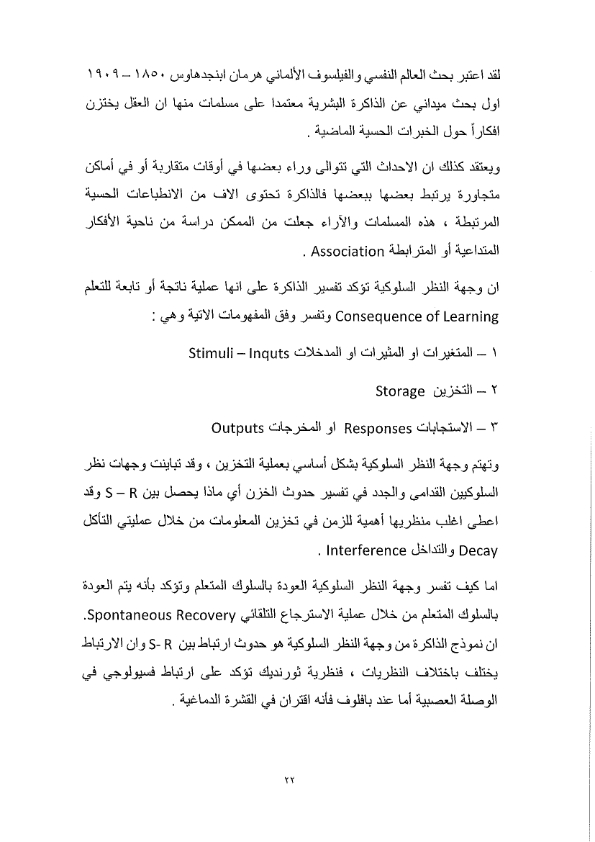 لقد اعتبر بحث العالم النفسي والفيلسوف الألماني هرمان ابنجدهاوس ١٨٥٠ – ١٩٠٩
اول بحث ميداني عن الذاكرة البشرية معتمدا على مسلمات منها ان العقل يختزن
افكاراً حول الخبرات الحسية الماضية .
ويعتقد كذلك ان الاحداث التي تتوالى وراء بعضها في أوقات متقاربة أو في أماكن
متجاورة يرتبط بعضها ببعضها فالذاكرة تحتوى الاف من الانطباعات الحسية
المرتبطة ، هذه المسلمات والآراء جعلت من الممكن دراسة من ناحية الأفكار
المتداعية أو المترابطة Association .
ان وجهة النظر السلوكية تؤكد تفسير الذاكرة على انها عملية ناتجة أو تابعة للتعلم
Consequence of Learning وتفسر وفق المفهومات الاتية وهي :
١ – المتغيرات او المثيرات او المدخلات Stimuli – Inquts
٢ – التخزين Storage
٣ – الاستجابات Responses او المخرجات Outputs
وتهتم وجهة النظر السلوكية بشكل أساسي بعملية التخزين ، وقد تباينت وجهات نظر
السلوكيين القدامى والجدد في تفسير حدوث الخزن أي ماذا يحصل بين S – R وقد
اعطى اغلب منظريها أهمية للزمن في تخزين المعلومات من خلال عمليتي التأكل
Decay والتداخل Interference .
اما كيف تفسر وجهة النظر السلوكية العودة بالسلوك المتعلم وتؤكد بأنه يتم العودة
بالسلوك المتعلم من خلال عملية الاسترجاع التلقائي Spontaneous Recovery.
ان نموذج الذاكرة من وجهة النظر السلوكية هو حدوث ارتباط بين S- R وان الارتباط
يختلف باختلاف النظريات ، فنظرية ثورنديك تؤكد على ارتباط فسيولوجي في
الوصلة العصبية أما عند بافلوف فأنه اقتران في القشرة الدماغية .
٢٢